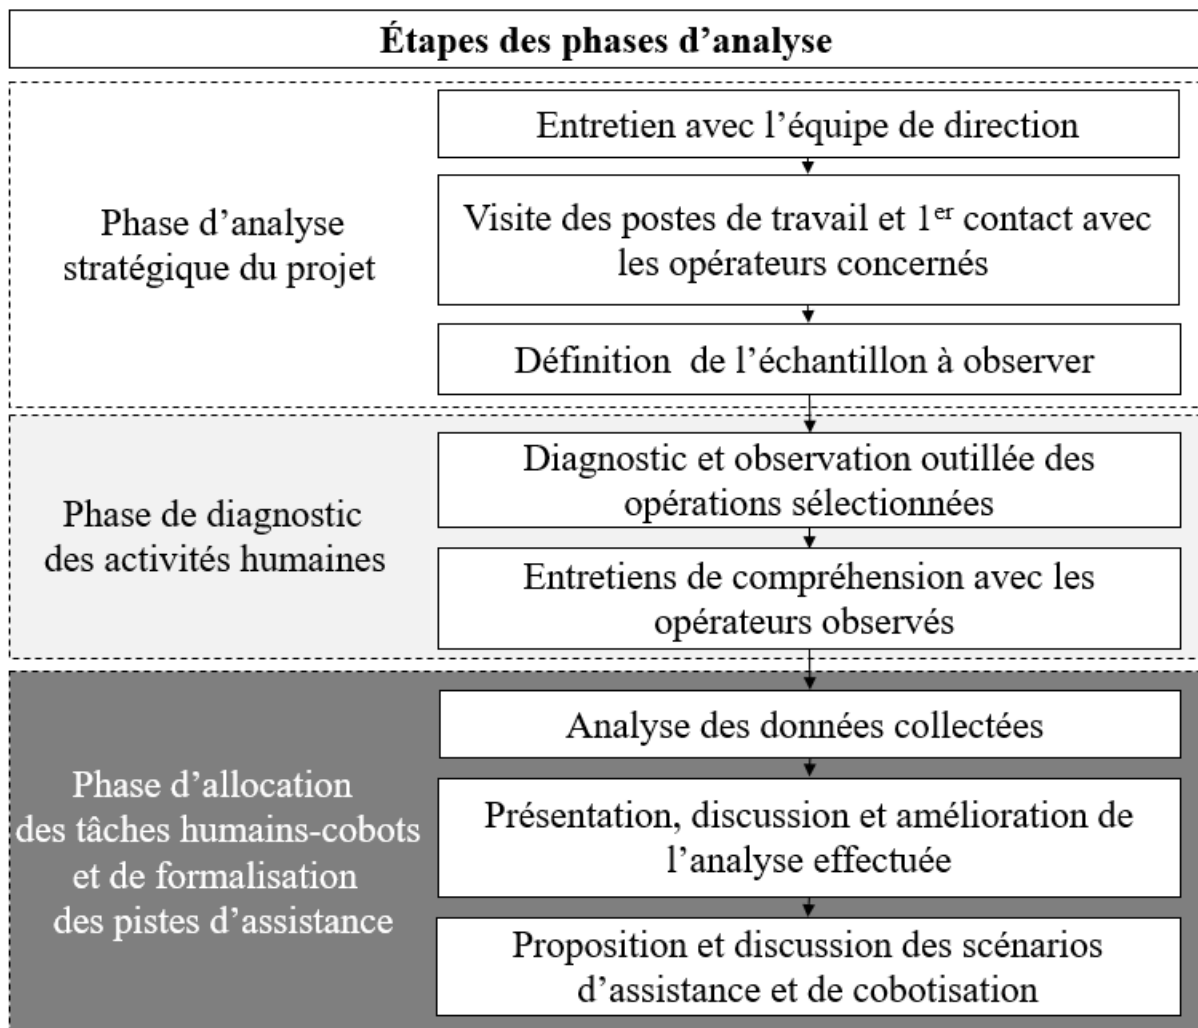 Étapes des phases d’analyse
Phase d’analyse
stratégique du projet
Entretien avec l’équipe de direction
Visite des postes de travail et 1er contact avec
les opérateurs concernés
Définition de l’échantillon à observer
Phase de diagnostic
des activités humaines
Diagnostic et observation outillée des
opérations sélectionnées
Entretiens de compréhension avec les
opérateurs observés
Phase d’allocation
des tâches humains-cobots
et de formalisation
des pistes d’assistance
Analyse des données collectées
Présentation, discussion et amélioration de
l’analyse effectuée
Proposition et discussion des scénarios
d’assistance et de cobotisation